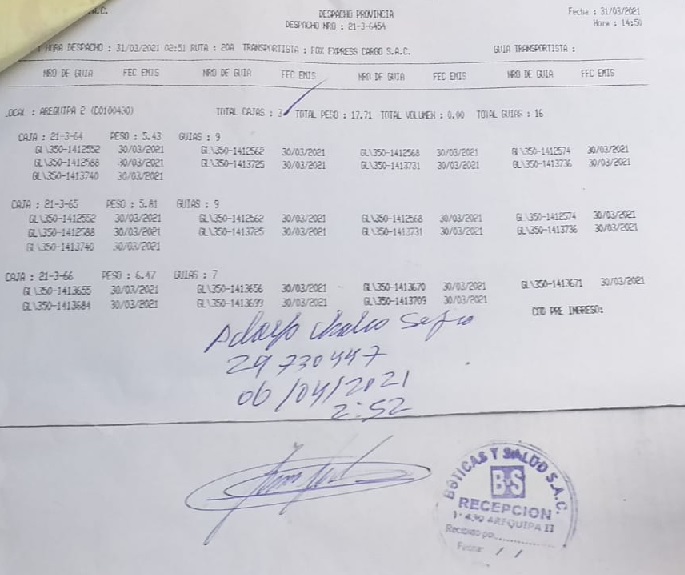 DESPACHO PROVINCIA Fecha : 31/03/2021
DESPACHO NRO : 21-3-6454 Hora : 14:50
HORA DESPACHO : 31/03/2021 02:51 RUTA : 20A TRANSPORTISTA : FOX EXPRESS CARGO S.A.C. GUIA TRANSPORTISTA :
NRO DE GUIA FEC EMIS NRO DE GUIA FEC EMIS NRO DE GUIA FEC EMIS NRO DE GUIA FEC EMIS
LOCAL : AREQUIPA 2 (C0100430) TOTAL CAJAS : 3 TOTAL PESO : 17.71 TOTAL VOLUMEN : 0.00 TOTAL GUIAS : 16
CAJA : 21-3-64 PESO : 5.43 GUIAS : 9
GL\350-1412552 30/03/2021 GL\350-1412562 30/03/2021 GL\350-1412568 30/03/2021 GL\350-1412574 30/03/2021
GL\350-1412588 30/03/2021 GL\350-1413725 30/03/2021 GL\350-1413731 30/03/2021 GL\350-1413736 30/03/2021
GL\350-1413740 30/03/2021
CAJA : 21-3-65 PESO : 5.81 GUIAS : 9
GL\350-1412552 30/03/2021 GL\350-1412562 30/03/2021 GL\350-1412568 30/03/2021 GL\350-1412574 30/03/2021
GL\350-1412588 30/03/2021 GL\350-1413725 30/03/2021 GL\350-1413731 30/03/2021 GL\350-1413736 30/03/2021
GL\350-1413740 30/03/2021
CAJA : 21-3-66 PESO : 6.47 GUIAS : 7
GL\350-1413655 30/03/2021 GL\350-1413656 30/03/2021 GL\350-1413670 30/03/2021 GL\350-1413671 30/03/2021
GL\350-1413684 30/03/2021 GL\350-1413699 30/03/2021 GL\350-1413709 30/03/2021
COD PRE INGRESO:
Adolfo
29730447
06/04/2021
2:52
BOTICAS Y SALUD S.A.C.
B·S
RECEPCION
AREQUIPA II
Recibido por
Fecha: / /